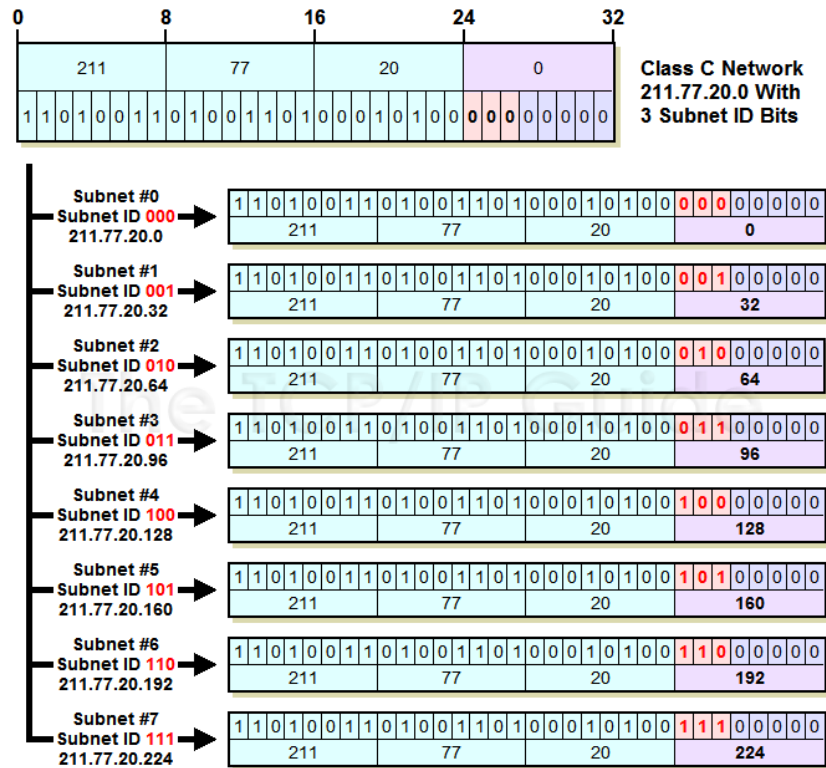 0 8 16 24 32
211 77 20 0
1 1 0 1 0 0 1 1 0 1 0 0 1 1 0 1 0 0 0 1 0 1 0 0 0 0 0 0 0 0 0 0
Class C Network
211.77.20.0 With
3 Subnet ID Bits
Subnet #0
Subnet ID 000
211.77.20.0
1 1 0 1 0 0 1 1 0 1 0 0 1 1 0 1 0 0 0 1 0 1 0 0 0 0 0 0 0 0 0 0
211 77 20 0
Subnet #1
Subnet ID 001
211.77.20.32
1 1 0 1 0 0 1 1 0 1 0 0 1 1 0 1 0 0 0 1 0 1 0 0 0 0 1 0 0 0 0 0
211 77 20 32
Subnet #2
Subnet ID 010
211.77.20.64
1 1 0 1 0 0 1 1 0 1 0 0 1 1 0 1 0 0 0 1 0 1 0 0 0 1 0 0 0 0 0 0
211 77 20 64
The TCP/IP Guide
Subnet #3
Subnet ID 011
211.77.20.96
1 1 0 1 0 0 1 1 0 1 0 0 1 1 0 1 0 0 0 1 0 1 0 0 0 1 1 0 0 0 0 0
211 77 20 96
Subnet #4
Subnet ID 100
211.77.20.128
1 1 0 1 0 0 1 1 0 1 0 0 1 1 0 1 0 0 0 1 0 1 0 0 1 0 0 0 0 0 0 0
211 77 20 128
Subnet #5
Subnet ID 101
211.77.20.160
1 1 0 1 0 0 1 1 0 1 0 0 1 1 0 1 0 0 0 1 0 1 0 0 1 0 1 0 0 0 0 0
211 77 20 160
Subnet #6
Subnet ID 110
211.77.20.192
1 1 0 1 0 0 1 1 0 1 0 0 1 1 0 1 0 0 0 1 0 1 0 0 1 1 0 0 0 0 0 0
211 77 20 192
Subnet #7
Subnet ID 111
211.77.20.224
1 1 0 1 0 0 1 1 0 1 0 0 1 1 0 1 0 0 0 1 0 1 0 0 1 1 1 0 0 0 0 0
211 77 20 224